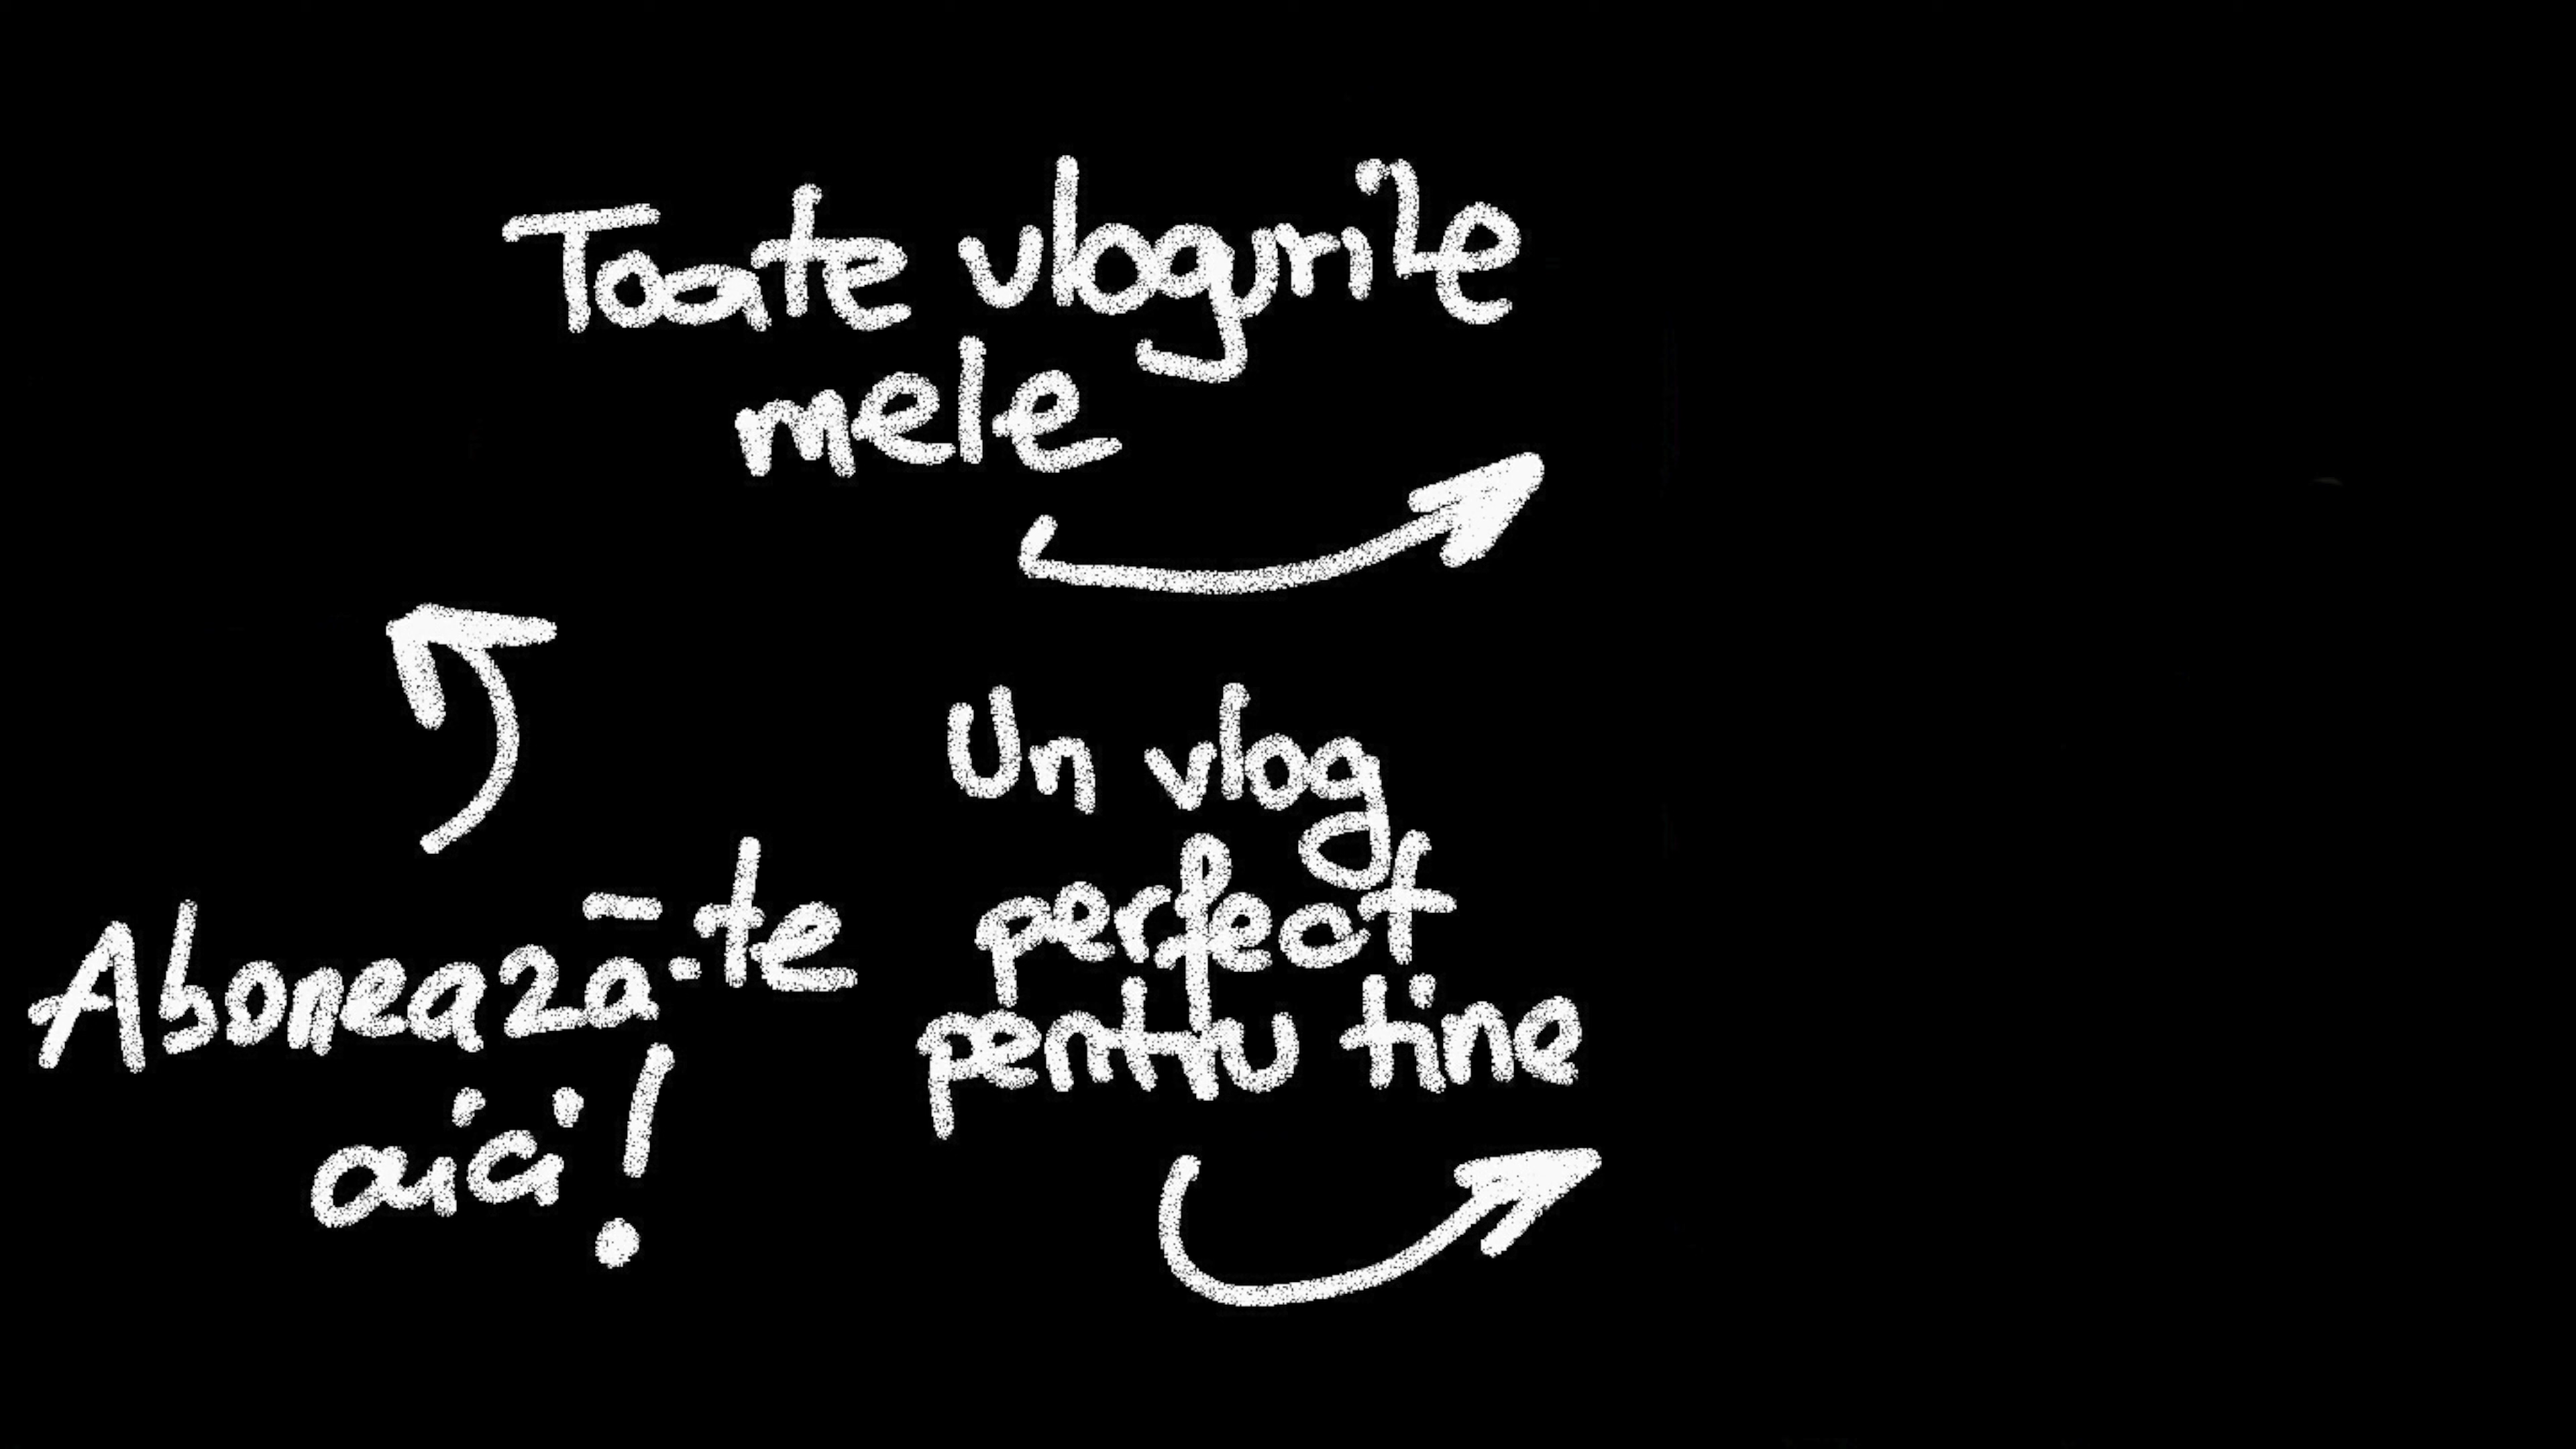 Toate vlogurile
mele
Un vlog
perfect
pentru tine
Abonează-te
aici!